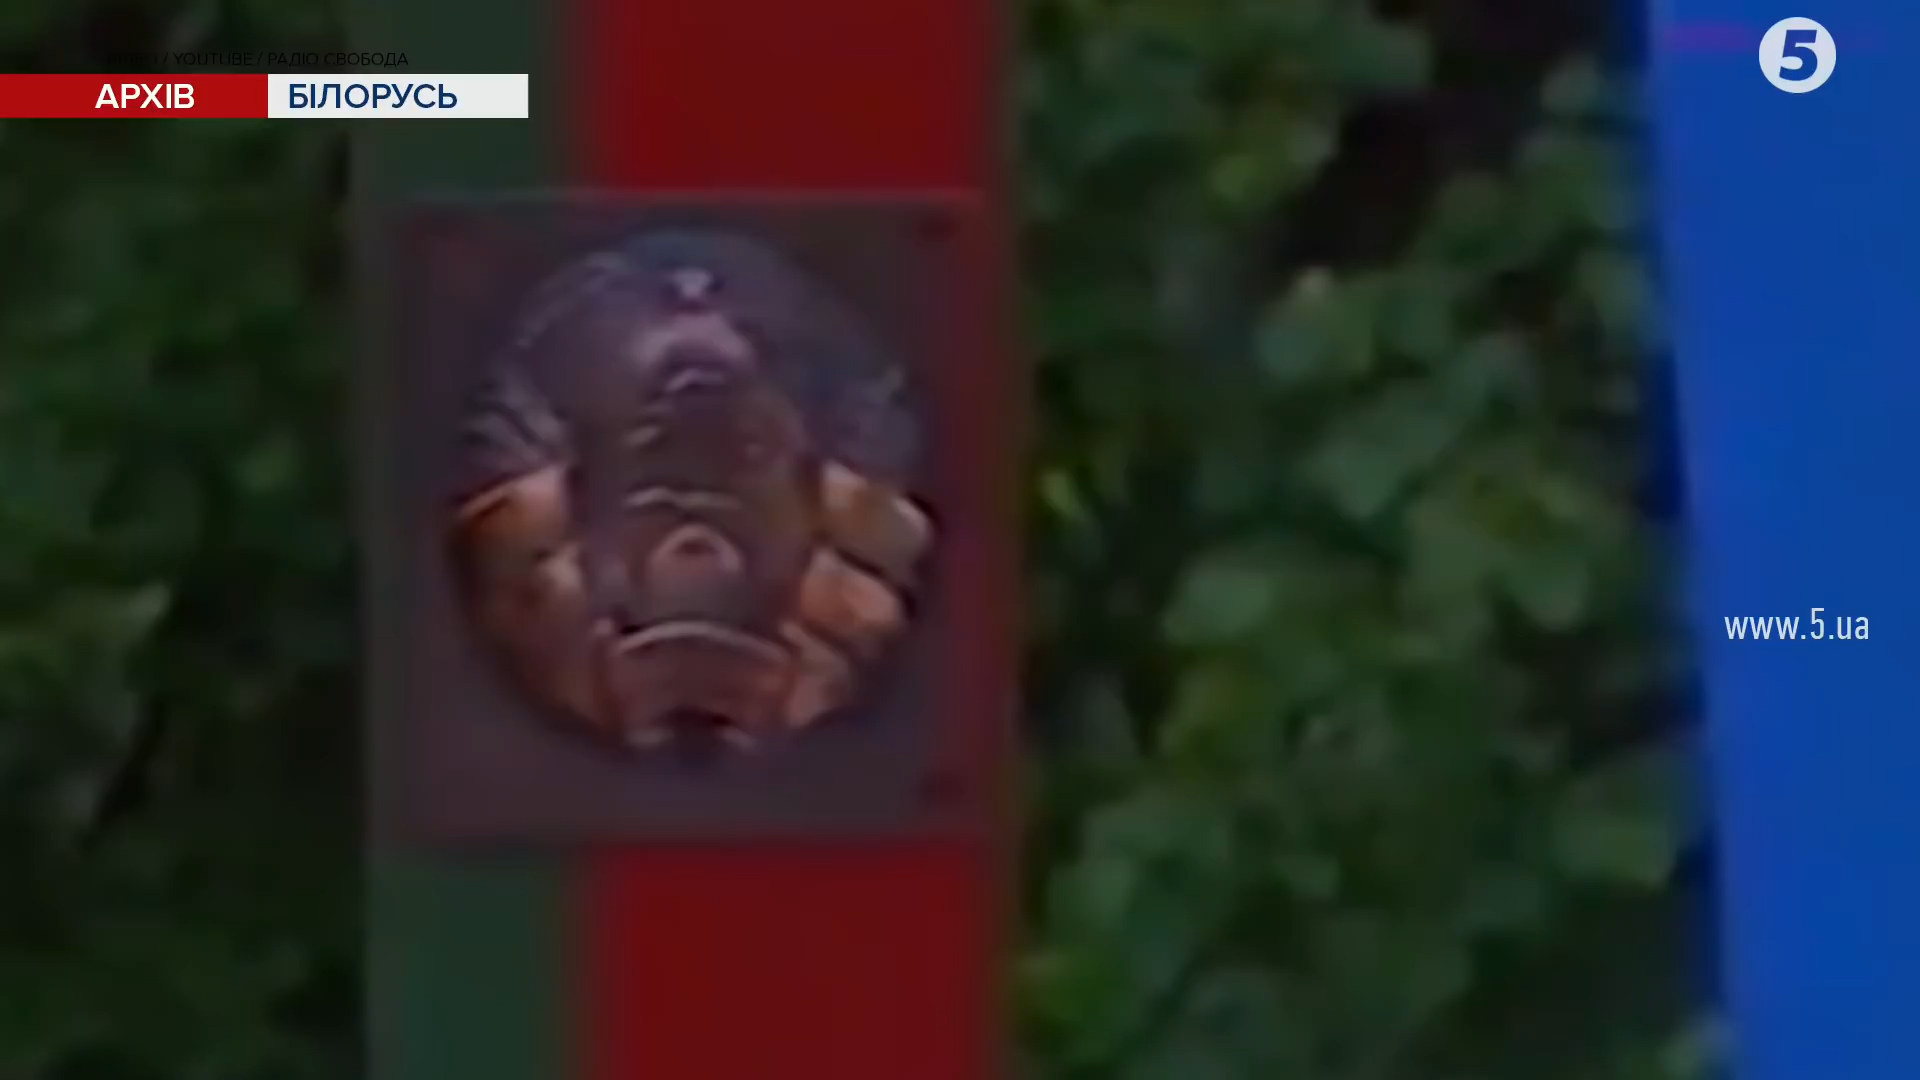 / YOUTUBE / РАДІО СВОБОДА
АРХІВ БІЛОРУСЬ
5
www.5.ua